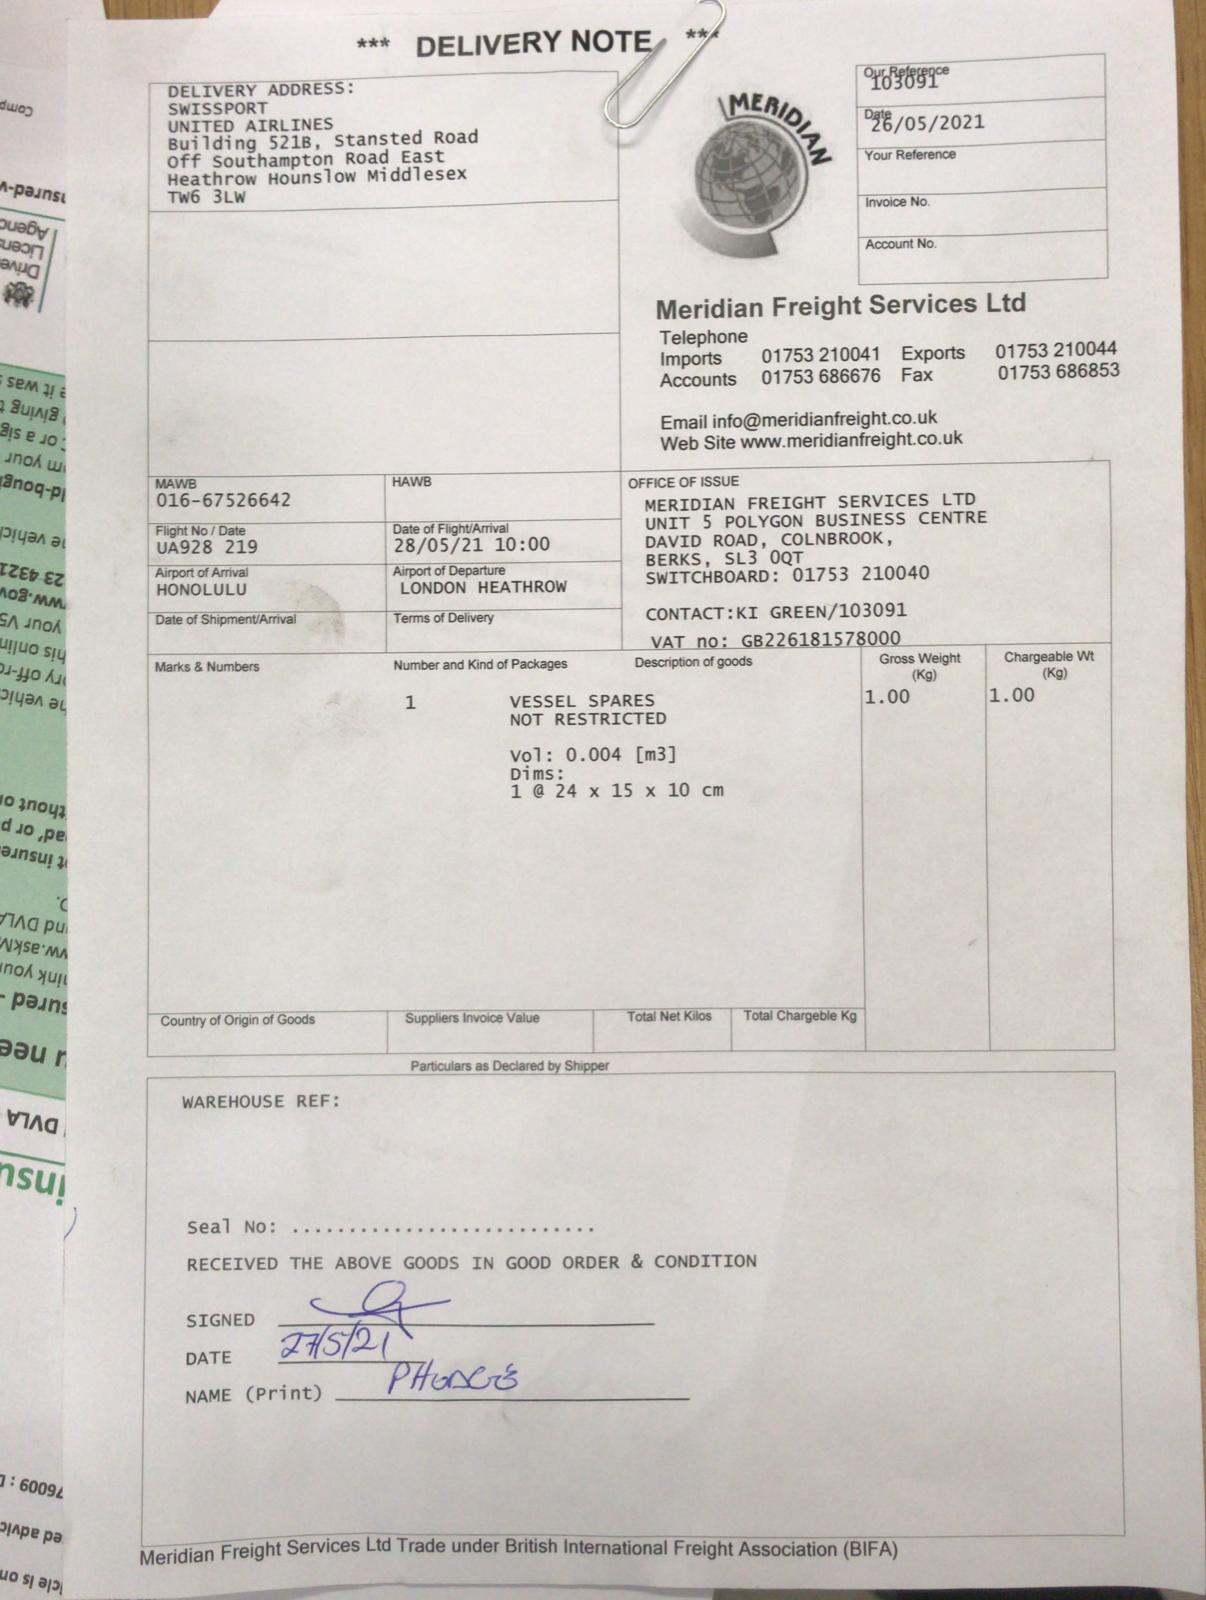 *** DELIVERY NOTE ***
DELIVERY ADDRESS:
SWISSPORT
UNITED AIRLINES
Building 521B, Stansted Road
Off Southampton Road East
Heathrow Hounslow Middlesex
TW6 3LW
MERIDIAN
Our Reference
103091
Date
26/05/2021
Your Reference
Invoice No.
Account No.
Meridian Freight Services Ltd
Telephone
Imports 01753 210041 Exports 01753 210044
Accounts 01753 686676 Fax 01753 686853
Email info@meridianfreight.co.uk
Web Site www.meridianfreight.co.uk
MAWB
016-67526642
HAWB
Flight No / Date
UA928 219
Date of Flight/Arrival
28/05/21 10:00
Airport of Arrival
HONOLULU
Airport of Departure
LONDON HEATHROW
Date of Shipment/Arrival
Terms of Delivery
OFFICE OF ISSUE
MERIDIAN FREIGHT SERVICES LTD
UNIT 5 POLYGON BUSINESS CENTRE
DAVID ROAD, COLNBROOK,
BERKS, SL3 0QT
SWITCHBOARD: 01753 210040
CONTACT:KI GREEN/103091
VAT no: GB226181578000
Marks & Numbers
Number and Kind of Packages
Description of goods
Gross Weight
(Kg)
Chargeable Wt
(Kg)
1 VESSEL SPARES 1.00 1.00
NOT RESTRICTED
Vol: 0.004 [m3]
Dims:
1 @ 24 x 15 x 10 cm
Country of Origin of Goods
Suppliers Invoice Value
Total Net Kilos
Total Chargeble Kg
Particulars as Declared by Shipper
WAREHOUSE REF:
Seal No: ...........................
RECEIVED THE ABOVE GOODS IN GOOD ORDER & CONDITION
SIGNED
DATE 27/5/21
NAME (Print)
Meridian Freight Services Ltd Trade under British International Freight Association (BIFA)